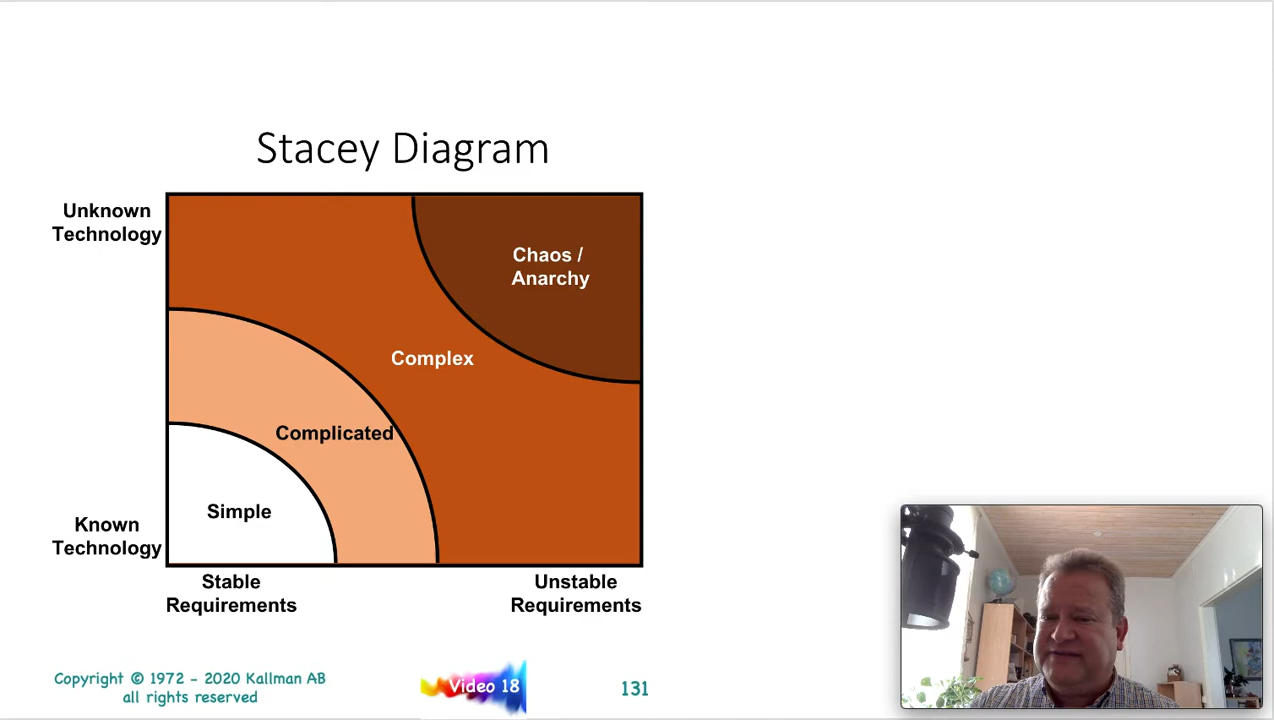 Stacey Diagram
Unknown
Technology
Chaos /
Anarchy
Complex
Complicated
Simple
Known
Technology
Stable
Requirements
Unstable
Requirements
Copyright © 1972 - 2020 Kallman AB
all rights reserved
Video 18
131